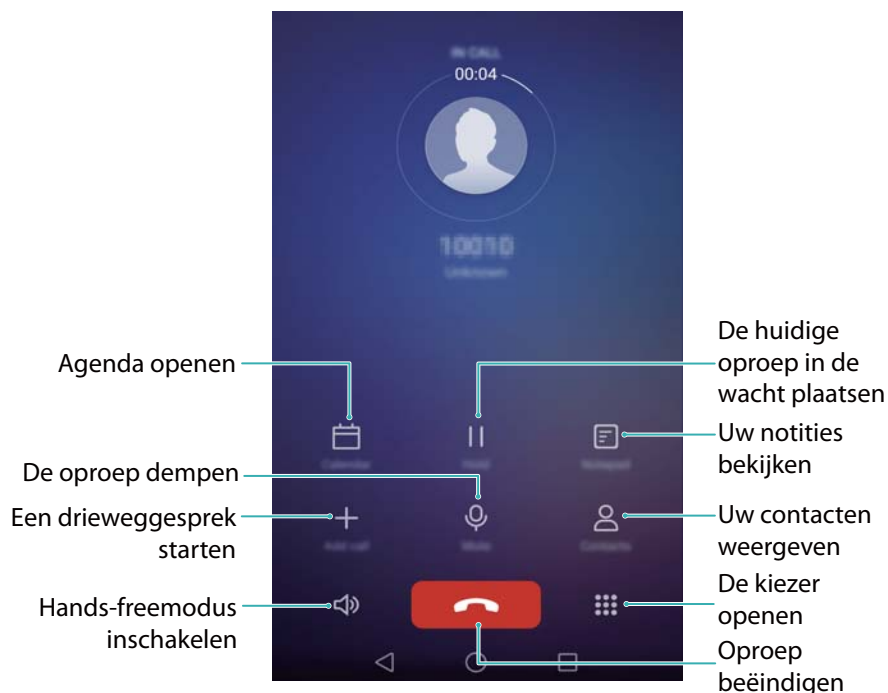 IN CALL
00:04
10010
Unknown
Agenda openen
De huidige
oproep in de
wacht plaatsen
Calendar
Hold
Notepad
Uw notities
bekijken
De oproep dempen
Een drieweggesprek
starten
Add call
Mute
Contacts
Uw contacten
weergeven
Hands-freemodus
inschakelen
De kiezer
openen
Oproep
beëindigen